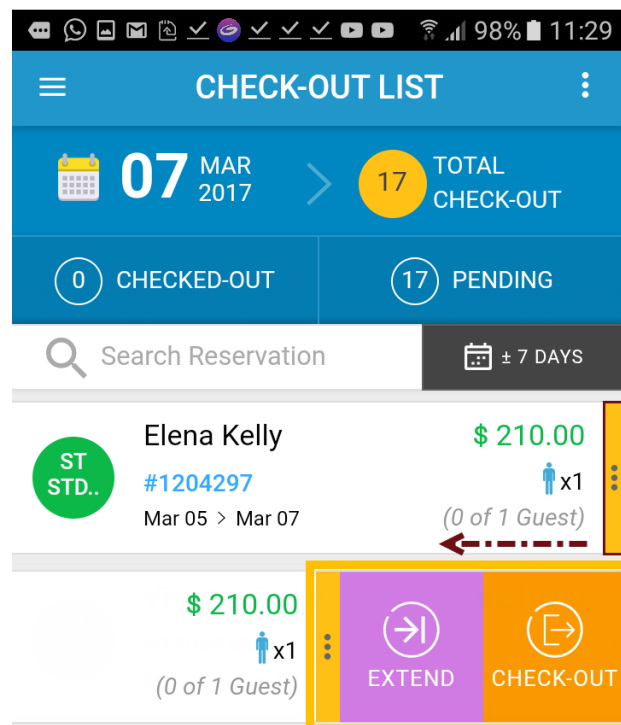 98% 11:29
CHECK-OUT LIST
07 MAR 2017
17 TOTAL CHECK-OUT
0 CHECKED-OUT
17 PENDING
Search Reservation
± 7 DAYS
Elena Kelly
$ 210.00
ST
STD..
#1204297
x1
Mar 05 > Mar 07
(0 of 1 Guest)
$ 210.00
x1
(0 of 1 Guest)
EXTEND
CHECK-OUT